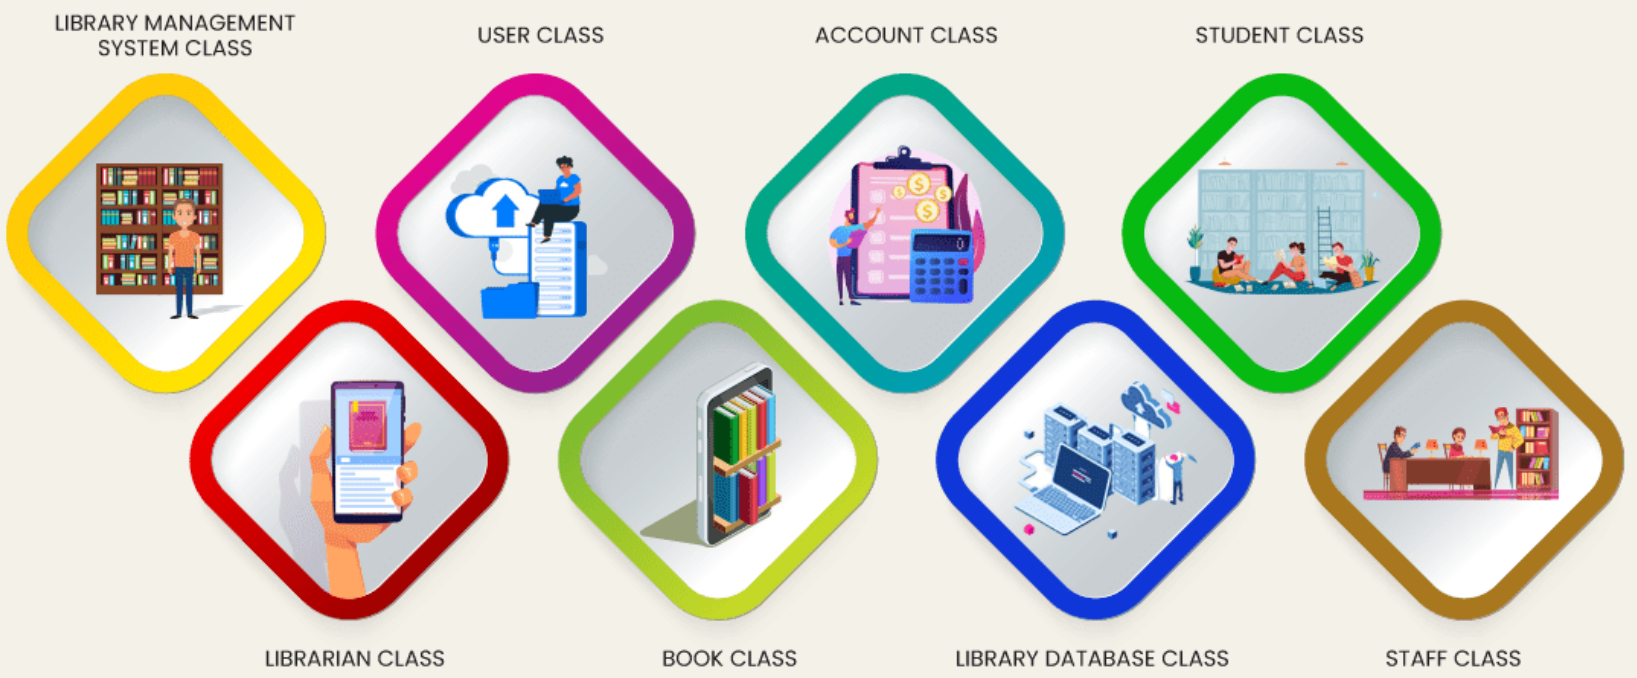 LIBRARY MANAGEMENT
SYSTEM CLASS
USER CLASS
ACCOUNT CLASS
STUDENT CLASS
0
LIBRARIAN CLASS
BOOK CLASS
LIBRARY DATABASE CLASS
STAFF CLASS